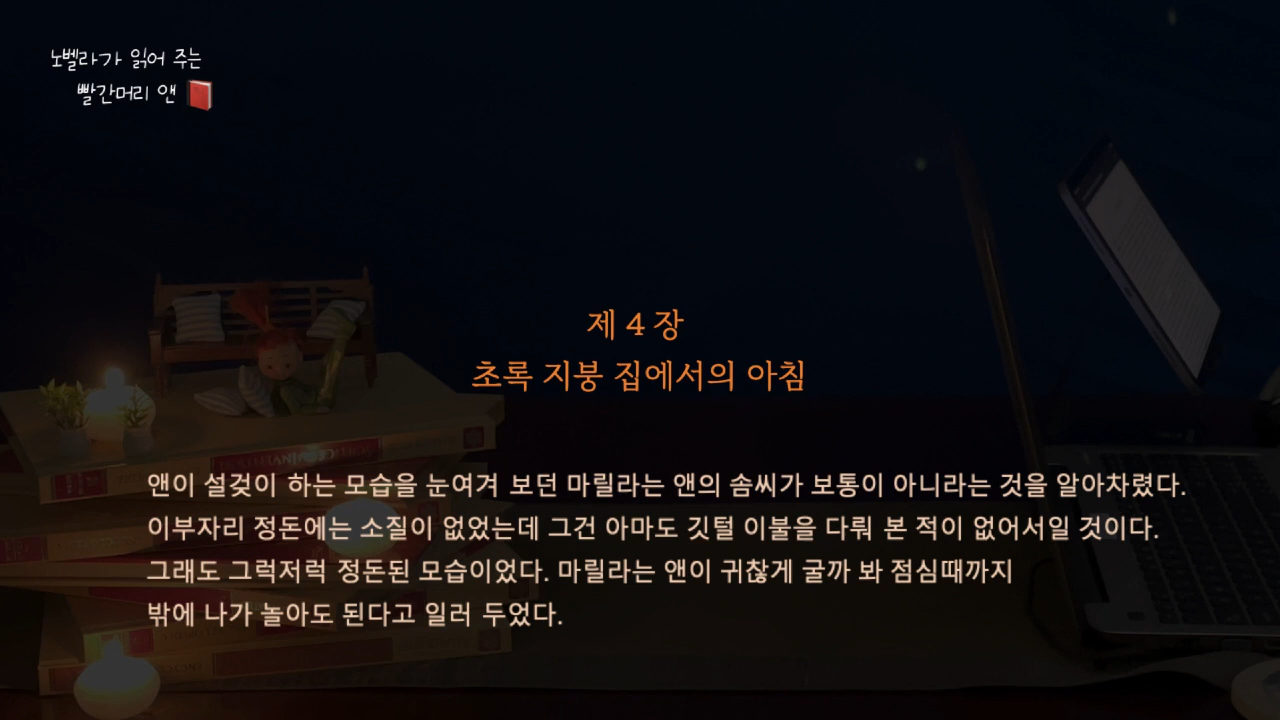 노벨라가 읽어 주는
빨간머리 앤
제 4 장
초록 지붕 집에서의 아침
앤이 설겆이 하는 모습을 눈여겨 보던 마릴라는 앤의 솜씨가 보통이 아니라는 것을 알아차렸다.
이부자리 정돈에는 소질이 없었는데 그건 아마도 깃털 이불을 다뤄 본 적이 없어서일 것이다.
그래도 그럭저럭 정돈된 모습이었다. 마릴라는 앤이 귀찮게 굴까 봐 점심때까지
밖에 나가 놀아도 된다고 일러 두었다.